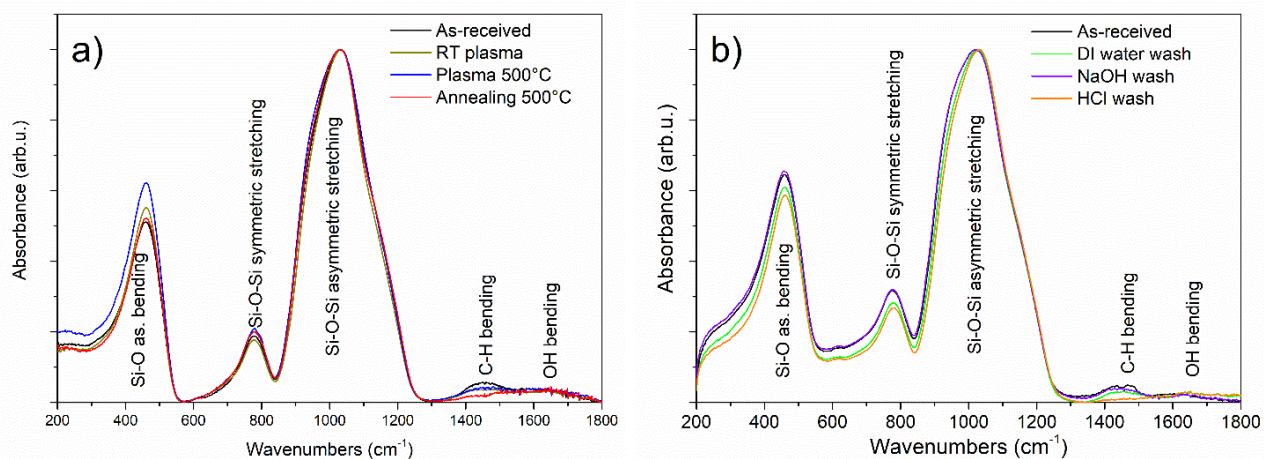 a)
As-received
RT plasma
Plasma 500°C
Annealing 500°C
Absorbance (arb.u.)
Si-O as. bending
Si-O-Si symmetric stretching
Si-O-Si asymmetric stretching
C-H bending
OH bending
200 400 600 800 1000 1200 1400 1600 1800
Wavenumbers (cm⁻¹)
b)
As-received
DI water wash
NaOH wash
HCl wash
Absorbance (arb.u.)
Si-O as. bending
Si-O-Si symmetric stretching
Si-O-Si asymmetric stretching
C-H bending
OH bending
200 400 600 800 1000 1200 1400 1600 1800
Wavenumbers (cm⁻¹)